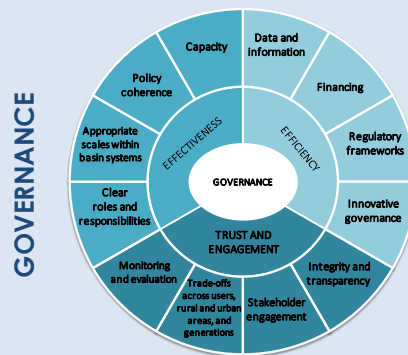 GOVERNANCE
Capacity
Data and
information
Policy
coherence
Financing
Appropriate
scales within
basin systems
Regulatory
frameworks
Clear
roles and
responsibilities
Innovative
governance
EFFECTIVENESS
EFFICIENCY
GOVERNANCE
TRUST AND
ENGAGEMENT
Monitoring
and evaluation
Trade-offs
across users,
rural and urban
areas, and
generations
Stakeholder
engagement
Integrity and
transparency